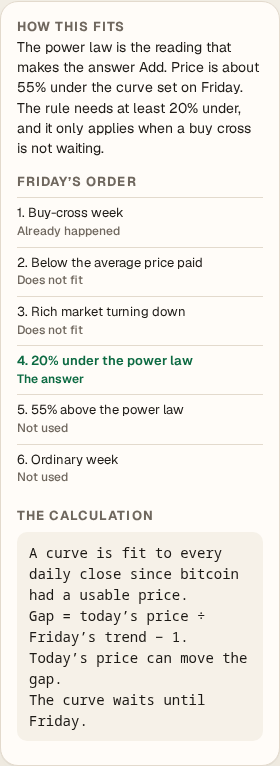 HOW THIS FITS
The power law is the reading that
makes the answer Add. Price is about
55% under the curve set on Friday.
The rule needs at least 20% under,
and it only applies when a buy cross
is not waiting.
FRIDAY’S ORDER
1. Buy-cross week
Already happened
2. Below the average price paid
Does not fit
3. Rich market turning down
Does not fit
4. 20% under the power law
The answer
5. 55% above the power law
Not used
6. Ordinary week
Not used
THE CALCULATION
A curve is fit to every
daily close since bitcoin
had a usable price.
Gap = today’s price ÷
Friday’s trend − 1.
Today’s price can move the
gap.
The curve waits until
Friday.